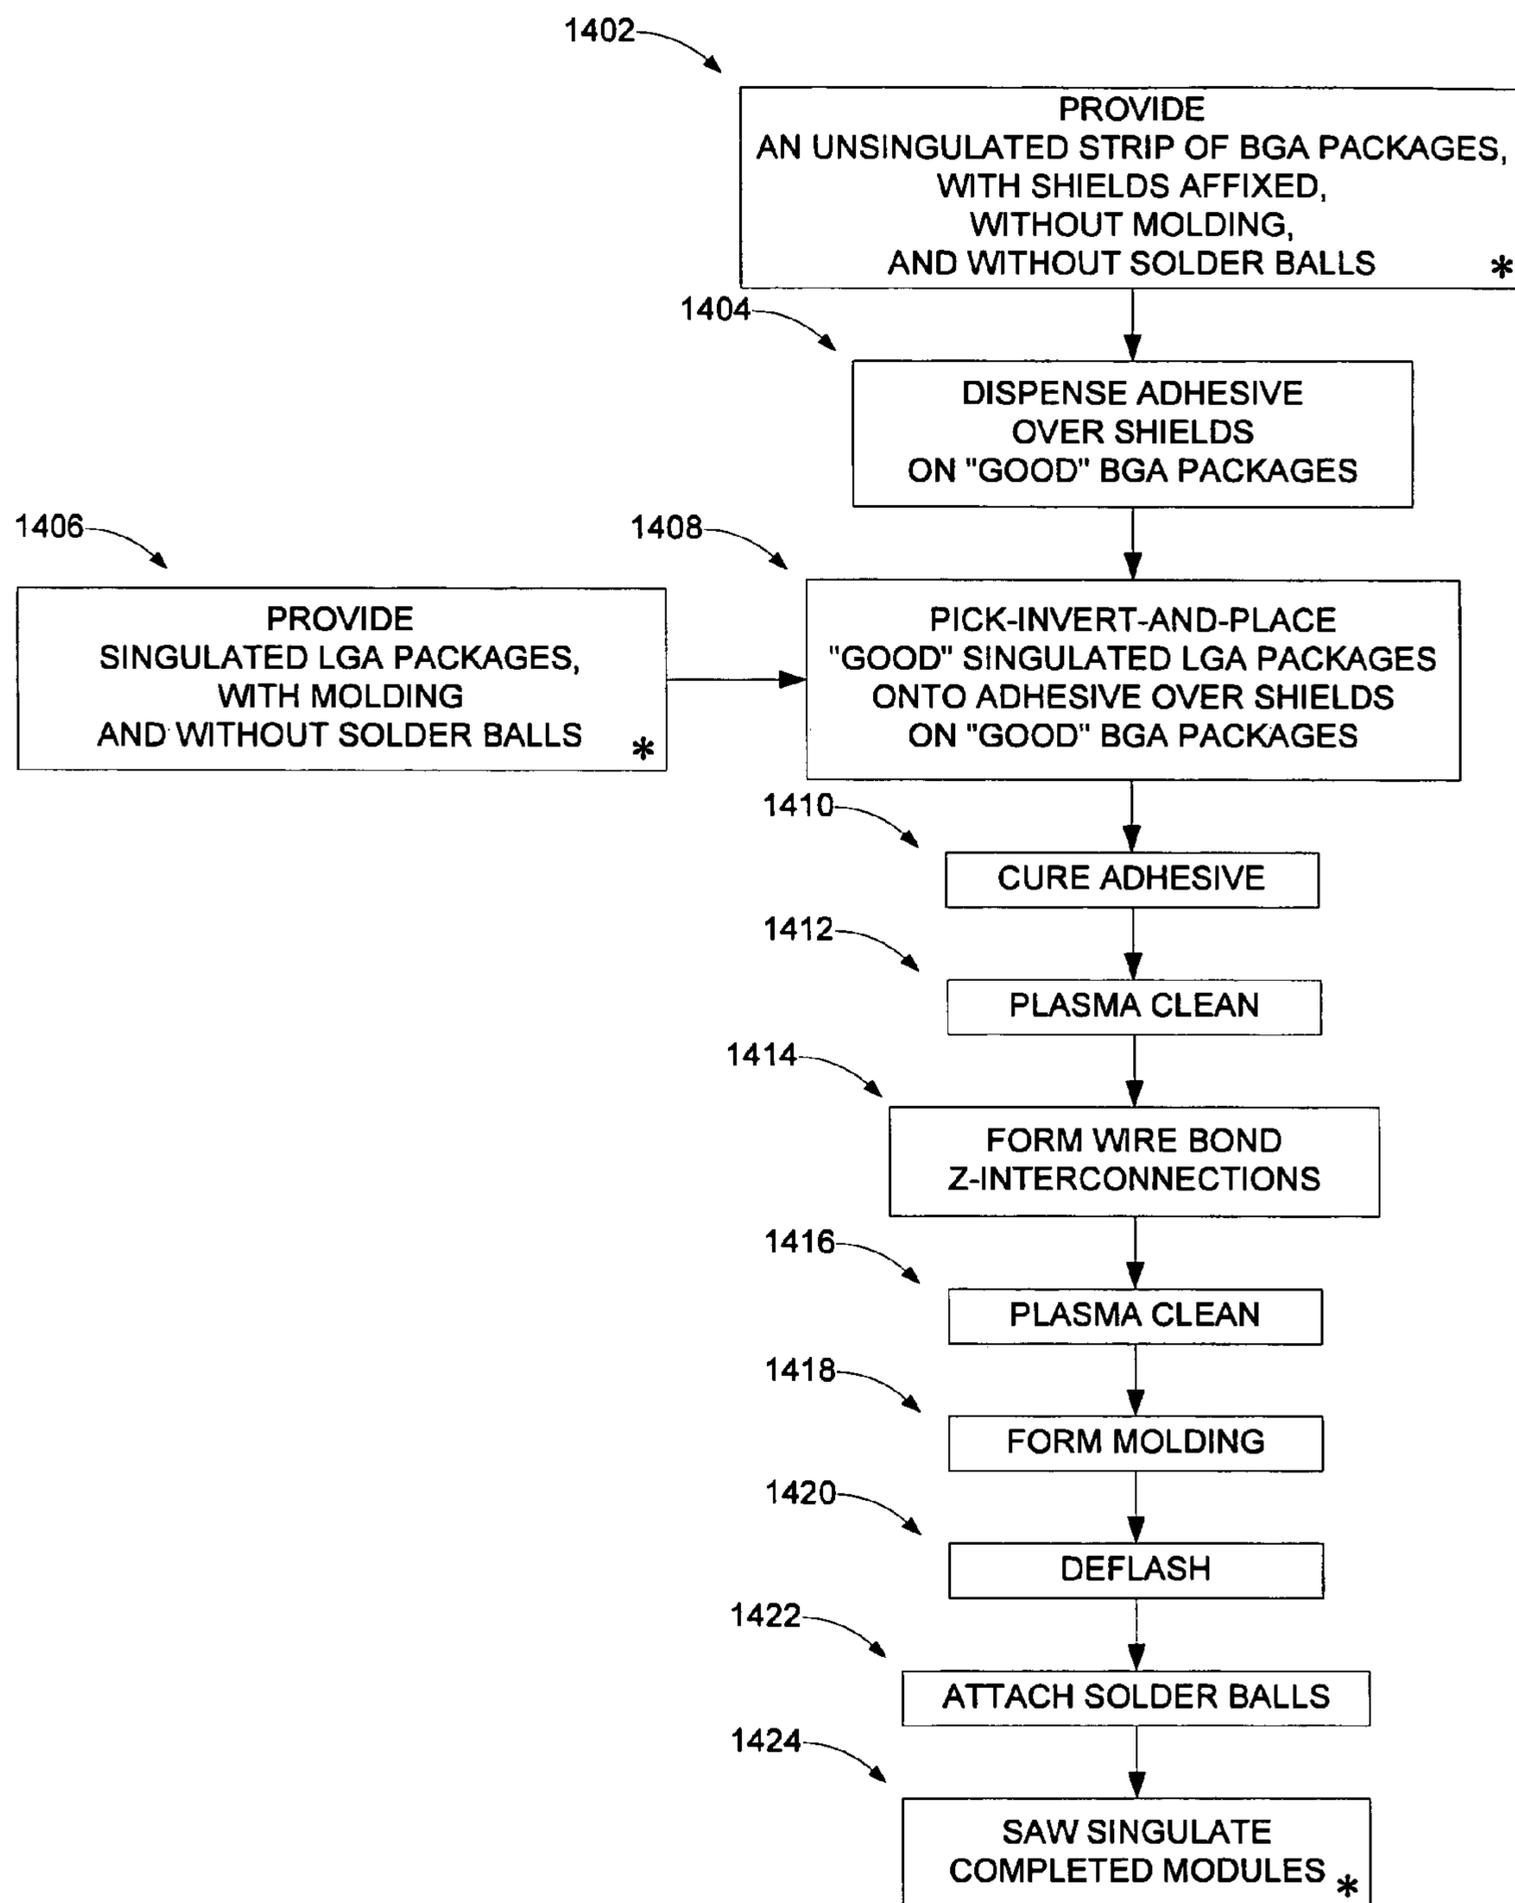 1402
PROVIDE
AN UNSINGULATED STRIP OF BGA PACKAGES,
WITH SHIELDS AFFIXED,
WITHOUT MOLDING,
AND WITHOUT SOLDER BALLS *
1404
DISPENSE ADHESIVE
OVER SHIELDS
ON "GOOD" BGA PACKAGES
1406
PROVIDE
SINGULATED LGA PACKAGES,
WITH MOLDING
AND WITHOUT SOLDER BALLS *
1408
PICK-INVERT-AND-PLACE
"GOOD" SINGULATED LGA PACKAGES
ONTO ADHESIVE OVER SHIELDS
ON "GOOD" BGA PACKAGES
1410
CURE ADHESIVE
1412
PLASMA CLEAN
1414
FORM WIRE BOND
Z-INTERCONNECTIONS
1416
PLASMA CLEAN
1418
FORM MOLDING
1420
DEFLASH
1422
ATTACH SOLDER BALLS
1424
SAW SINGULATE
COMPLETED MODULES *